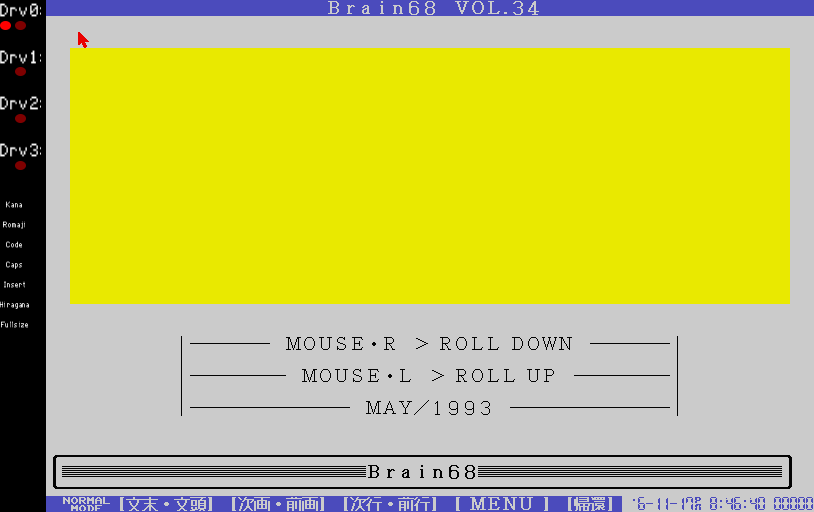 Brain68 VOL.34
Drv0:
Drv1:
Drv2:
Drv3:
Kana
Romaji
Code
Caps
Insert
Hiragana
Fullsize
MOUSE・R > ROLL DOWN
MOUSE・L > ROLL UP
MAY/1993
Brain68
NORMAL MODE [文末・文頭] [次画・前画] [次行・前行] [ MENU ] [帰還]